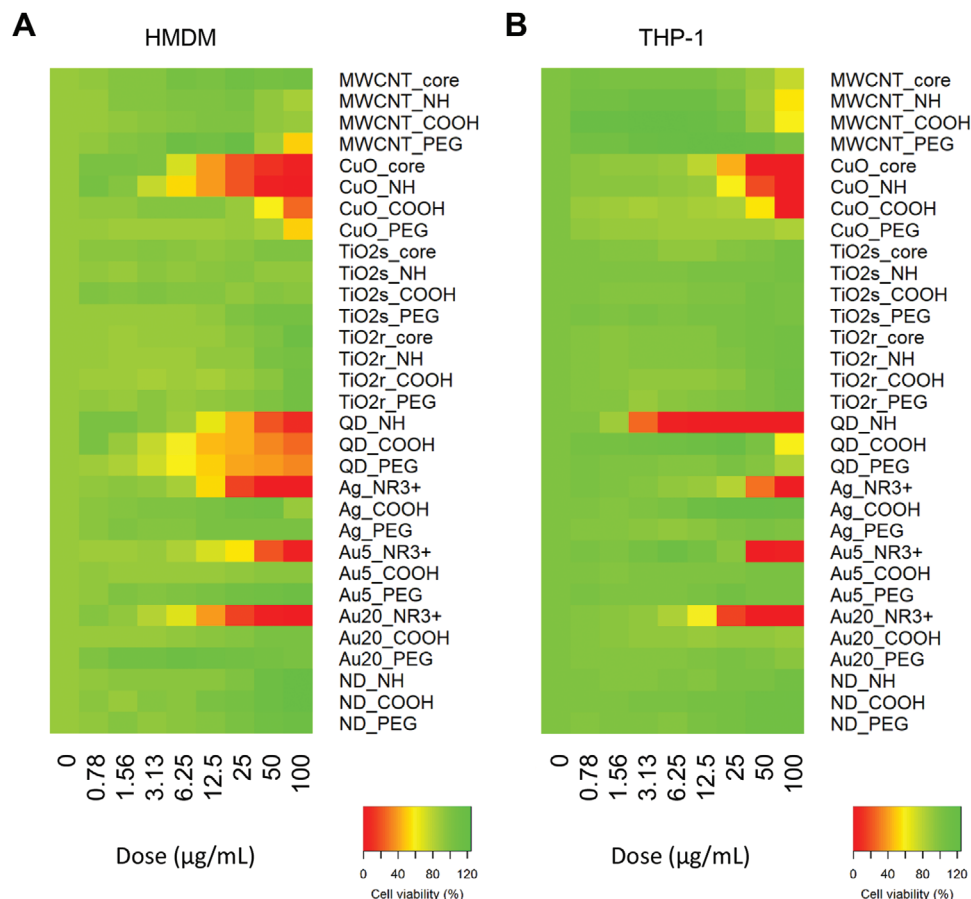 A
HMDM
MWCNT_core
MWCNT_NH
MWCNT_COOH
MWCNT_PEG
CuO_core
CuO_NH
CuO_COOH
CuO_PEG
TiO2s_core
TiO2s_NH
TiO2s_COOH
TiO2s_PEG
TiO2r_core
TiO2r_NH
TiO2r_COOH
TiO2r_PEG
QD_NH
QD_COOH
QD_PEG
Ag_NR3+
Ag_COOH
Ag_PEG
Au5_NR3+
Au5_COOH
Au5_PEG
Au20_NR3+
Au20_COOH
Au20_PEG
ND_NH
ND_COOH
ND_PEG
0 0.78 1.56 3.13 6.25 12.5 25 50 100
Dose (µg/mL)
0 40 80 120
Cell viability (%)
B
THP-1
MWCNT_core
MWCNT_NH
MWCNT_COOH
MWCNT_PEG
CuO_core
CuO_NH
CuO_COOH
CuO_PEG
TiO2s_core
TiO2s_NH
TiO2s_COOH
TiO2s_PEG
TiO2r_core
TiO2r_NH
TiO2r_COOH
TiO2r_PEG
QD_NH
QD_COOH
QD_PEG
Ag_NR3+
Ag_COOH
Ag_PEG
Au5_NR3+
Au5_COOH
Au5_PEG
Au20_NR3+
Au20_COOH
Au20_PEG
ND_NH
ND_COOH
ND_PEG
0 0.78 1.56 3.13 6.25 12.5 25 50 100
Dose (µg/mL)
0 40 80 120
Cell viability (%)